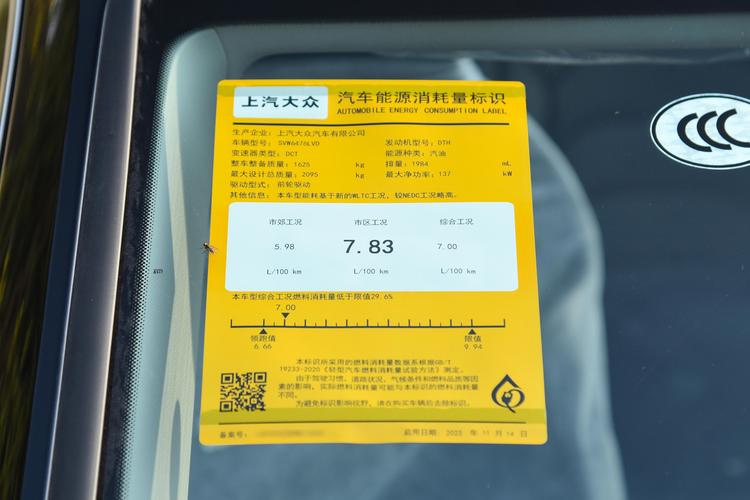 上汽大众 汽车能源消耗量标识
AUTOMOBILE ENERGY CONSUMPTION LABEL
生产企业：上汽大众汽车有限公司
车辆型号：SVW6476LVD 发动机型号：DTH
变速器类型：DCT 能源种类：汽油
整车整备质量：1625 kg 排量：1984 mL
最大设计总质量：2095 kg 最大净功率：137 kW
驱动型式：前轮驱动
其他信息：本车型能耗基于新的WLTC工况，较NEDC工况略高。
市郊工况 市区工况 综合工况
5.98 7.83 7.00
L/100 km L/100 km L/100 km
本车型综合工况燃料消耗量低于限值29.6%
7.00
领跑值 限值
6.66 9.94
本标识所采用的燃料消耗量数据系根据GB/T
19233-2020《轻型汽车燃料消耗量试验方法》测定。
由于驾驶习惯、道路状况、气候条件和燃料品质等因
素的影响，实际燃料消耗量可能与本标识的燃料消耗量
不同。
为避免标识影响视野，请在购买车辆后去除标识。
备案号： 启用日期： 年 11 月 14 日
CCC